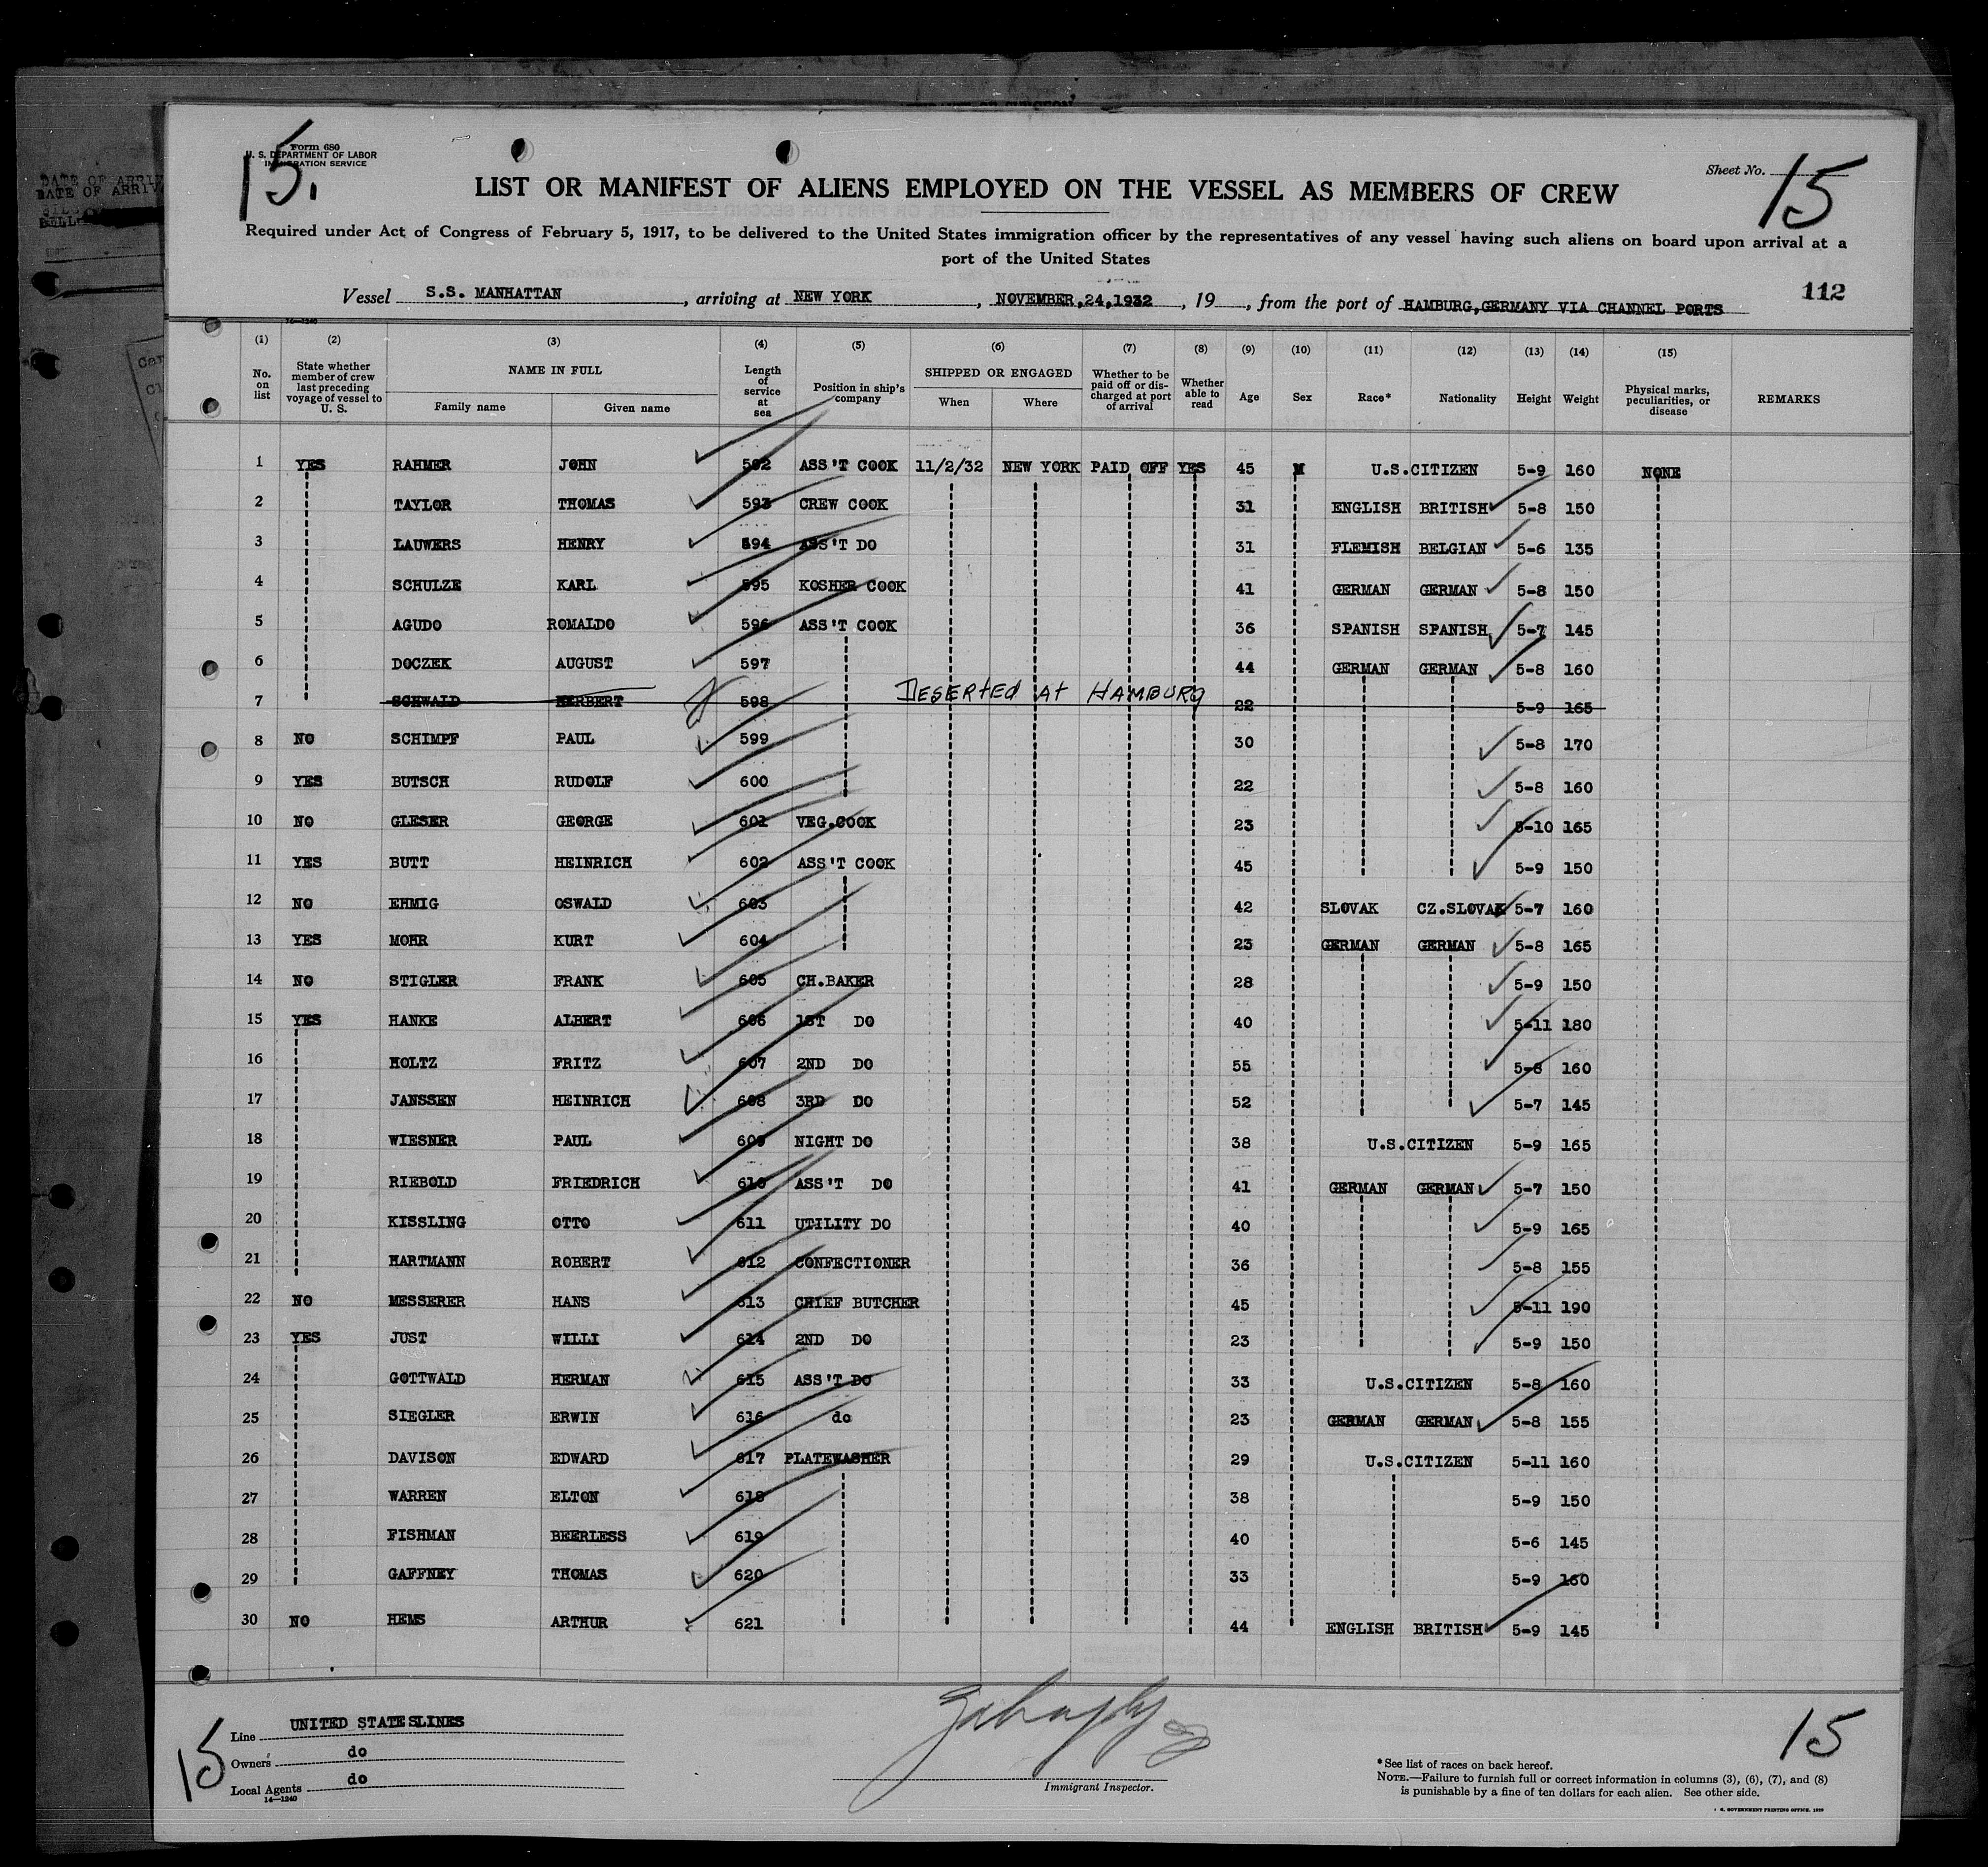 15.
Form 680
U. S. DEPARTMENT OF LABOR
IMMIGRATION SERVICE
Sheet No. 15
LIST OR MANIFEST OF ALIENS EMPLOYED ON THE VESSEL AS MEMBERS OF CREW
Required under Act of Congress of February 5, 1917, to be delivered to the United States immigration officer by the representatives of any vessel having such aliens on board upon arrival at a
port of the United States
Vessel S.S. MANHATTAN, arriving at NEW YORK, NOVEMBER,24,1932, 19, from the port of HAMBURG,GERMANY VIA CHANNEL PORTS
112
(1) (2) (3) (4) (5) (6) (7) (8) (9) (10) (11) (12) (13) (14) (15)
No. on list State whether member of crew last preceding voyage of vessel to U. S. NAME IN FULL Family name Given name Length of service at sea Position in ship's company SHIPPED OR ENGAGED When Where Whether to be paid off or discharged at port of arrival Whether able to read Age Sex Race* Nationality Height Weight Physical marks, peculiarities, or disease REMARKS
1 YES RAHMER JOHN 592 ASS'T COOK 11/2/32 NEW YORK PAID OFF YES 45 M U.S.CITIZEN 5-9 160 NONE
2 TAYLOR THOMAS 593 CREW COOK 31 ENGLISH BRITISH 5-8 150
3 LAUWERS HENRY 594 ASS'T DO 31 FLEMISH BELGIAN 5-6 135
4 SCHULZE KARL 595 KOSHER COOK 41 GERMAN GERMAN 5-8 150
5 AGUDO ROMALDO 596 ASS'T COOK 36 SPANISH SPANISH 5-7 145
6 DOCZEK AUGUST 597 44 GERMAN GERMAN 5-8 160
7 SCHWALD HERBERT 598 DESERTED AT HAMBURG 22 5-9 165
8 NO SCHIMPF PAUL 599 30 5-8 170
9 YES BUTSCH RUDOLF 600 22 5-8 160
10 NO GLESER GEORGE 601 VEG.COOK 23 5-10 165
11 YES BUTT HEINRICH 602 ASS'T COOK 45 5-9 150
12 NO EHMIG OSWALD 603 42 SLOVAK CZ.SLOVAK 5-7 160
13 YES MOHR KURT 604 23 GERMAN GERMAN 5-8 165
14 NO STIGLER FRANK 605 CH.BAKER 28 5-9 150
15 YES HANKE ALBERT 606 1ST DO 40 5-11 180
16 HOLTZ FRITZ 607 2ND DO 55 5-8 160
17 JANSSEN HEINRICH 608 3RD DO 52 5-7 145
18 WIESNER PAUL 609 NIGHT DO 38 U.S.CITIZEN 5-9 165
19 RIEBOLD FRIEDRICH 610 ASS'T DO 41 GERMAN GERMAN 5-7 150
20 KISSLING OTTO 611 UTILITY DO 40 5-9 165
21 HARTMANN ROBERT 612 CONFECTIONER 36 5-8 155
22 NO MESSERER HANS 613 CHIEF BUTCHER 45 5-11 190
23 YES JUST WILLI 614 2ND DO 23 5-9 150
24 GOTTWALD HERMAN 615 ASS'T DO 33 U.S.CITIZEN 5-8 160
25 SIEGLER ERWIN 616 do 23 GERMAN GERMAN 5-8 155
26 DAVISON EDWARD 617 PLATEWASHER 29 U.S.CITIZEN 5-11 160
27 WARREN ELTON 618 38 5-9 150
28 FISHMAN BEERLESS 619 40 5-6 145
29 GAFFNEY THOMAS 620 33 5-9 160
30 NO HEMS ARTHUR 621 44 ENGLISH BRITISH 5-9 145
15
Line UNITED STATES LINES
Owners do
Local Agents do
14—1240
Immigrant Inspector.
15
*See list of races on back hereof.
NOTE.—Failure to furnish full or correct information in columns (3), (6), (7), and (8)
is punishable by a fine of ten dollars for each alien. See other side.